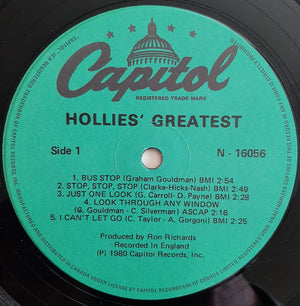 Capitol
REGISTERED TRADE MARK
HOLLIES' GREATEST
Side 1
N - 16056
1. BUS STOP (Graham Gouldman) BMI 2:54
2. STOP, STOP, STOP (Clarke-Hicks-Nash) BMI 2:49
3. JUST ONE LOOK (G. Carroll- D. Payne) BMI 2:28
4. LOOK THROUGH ANY WINDOW
(G. Gouldman - C. Silverman) ASCAP 2:16
5. I CAN'T LET GO (C. Taylor - A. Gorgoni) BMI 2:25
Produced by Ron Richards
Recorded In England
(P) 1980 Capitol Records, Inc.